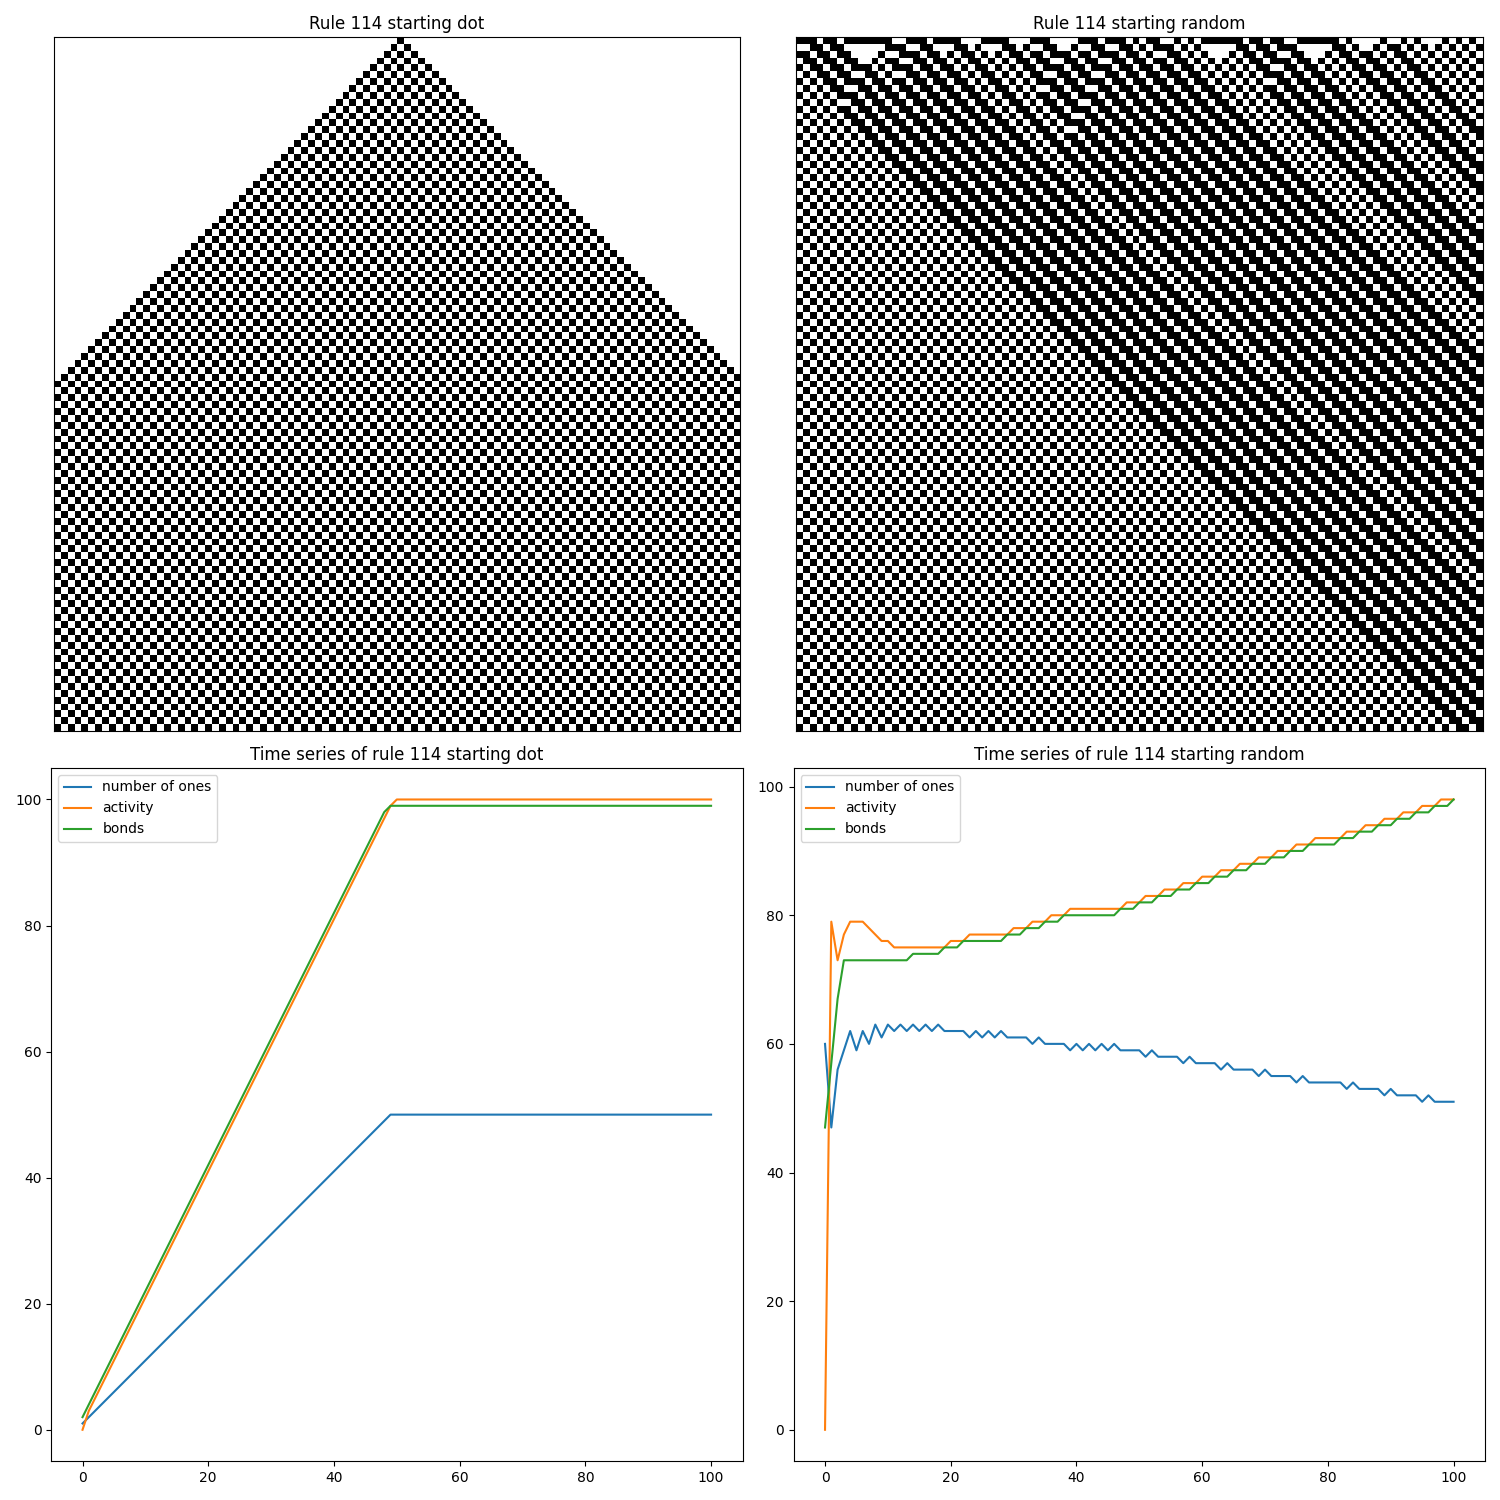 Rule 114 starting dot
Rule 114 starting random
Time series of rule 114 starting dot
number of ones
activity
bonds
100
80
60
40
20
0
0 20 40 60 80 100
Time series of rule 114 starting random
number of ones
activity
bonds
100
80
60
40
20
0
0 20 40 60 80 100